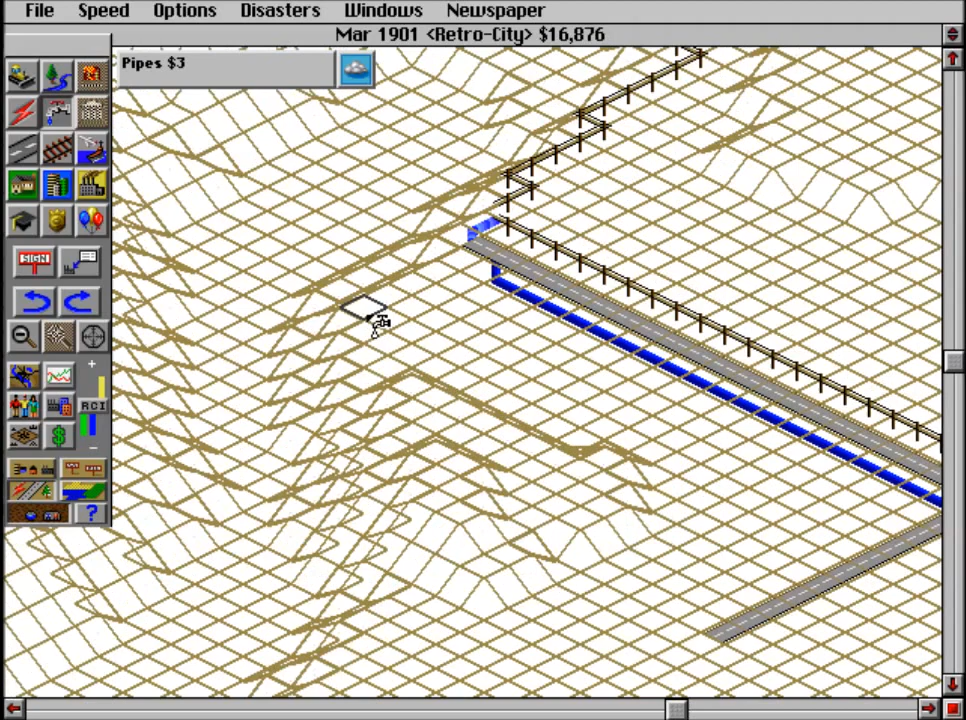 File Speed Options Disasters Windows Newspaper
Mar 1901 <Retro-City> $16,876
Pipes $3
SIGN
+
RCI
-
$
?